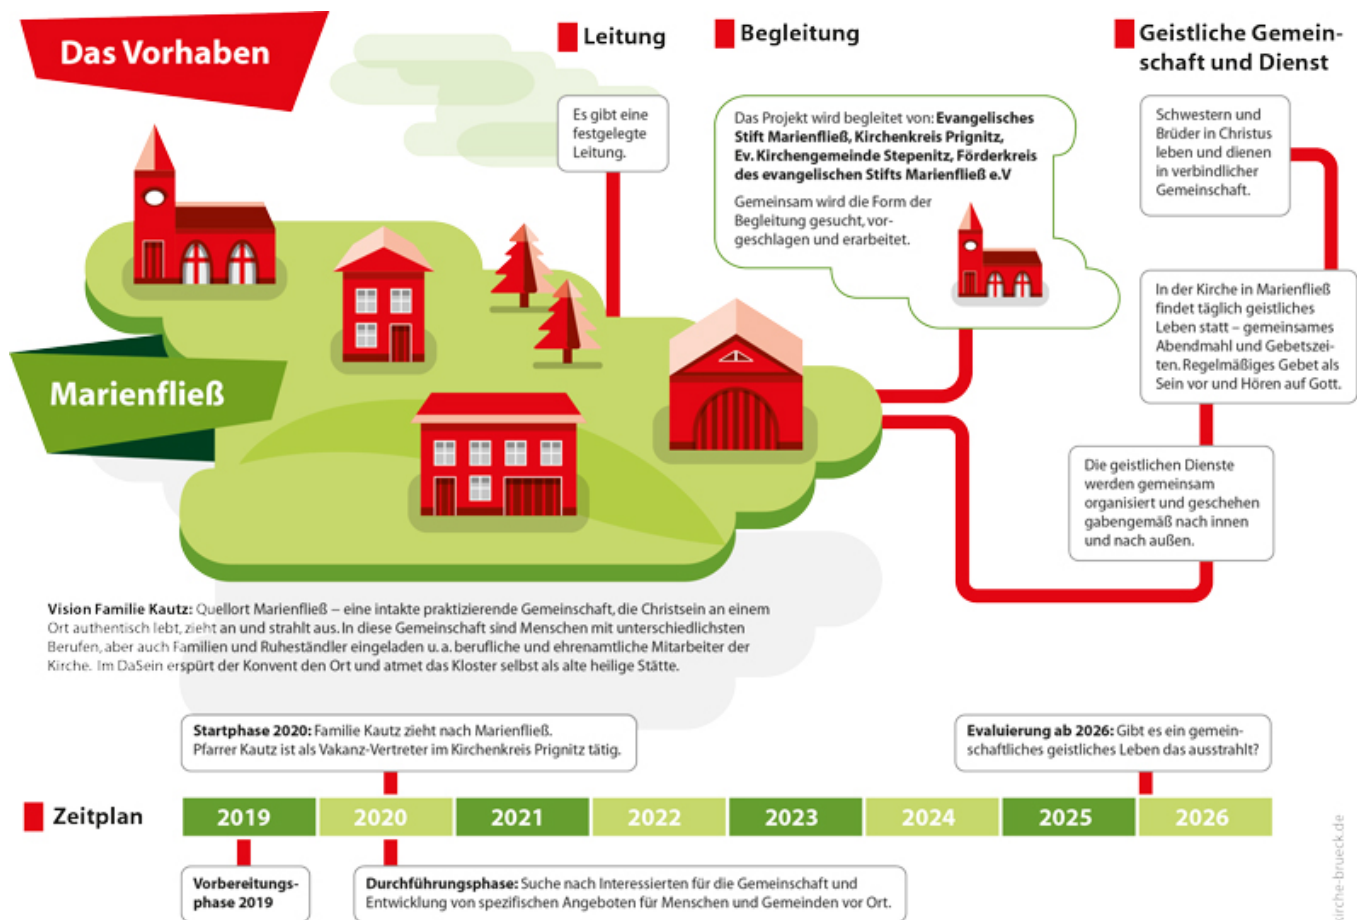 Das Vorhaben
Leitung
Es gibt eine
festgelegte
Leitung.
Begleitung
Das Projekt wird begleitet von: Evangelisches
Stift Marienfließ, Kirchenkreis Prignitz,
Ev. Kirchengemeinde Stepenitz, Förderkreis
des evangelischen Stifts Marienfließ e.V
Gemeinsam wird die Form der
Begleitung gesucht, vor-
geschlagen und erarbeitet.
Geistliche Gemein-
schaft und Dienst
Schwestern und
Brüder in Christus
leben und dienen
in verbindlicher
Gemeinschaft.
In der Kirche in Marienfließ
findet täglich geistliches
Leben statt – gemeinsames
Abendmahl und Gebetszei-
ten. Regelmäßiges Gebet als
Sein vor und Hören auf Gott.
Die geistlichen Dienste
werden gemeinsam
organisiert und geschehen
gabengemäß nach innen
und nach außen.
Marienfließ
Vision Familie Kautz: Quellort Marienfließ – eine intakte praktizierende Gemeinschaft, die Christsein an einem
Ort authentisch lebt, zieht an und strahlt aus. In diese Gemeinschaft sind Menschen mit unterschiedlichsten
Berufen, aber auch Familien und Ruheständler eingeladen u. a. berufliche und ehrenamtliche Mitarbeiter der
Kirche. Im DaSein erspürt der Konvent den Ort und atmet das Kloster selbst als alte heilige Stätte.
Startphase 2020: Familie Kautz zieht nach Marienfließ.
Pfarrer Kautz ist als Vakanz-Vertreter im Kirchenkreis Prignitz tätig.
Evaluierung ab 2026: Gibt es ein gemein-
schaftliches geistliches Leben das ausstrahlt?
Zeitplan
2019 2020 2021 2022 2023 2024 2025 2026
Vorbereitungs-
phase 2019
Durchführungsphase: Suche nach Interessierten für die Gemeinschaft und
Entwicklung von spezifischen Angeboten für Menschen und Gemeinden vor Ort.
kirche-brueck.de